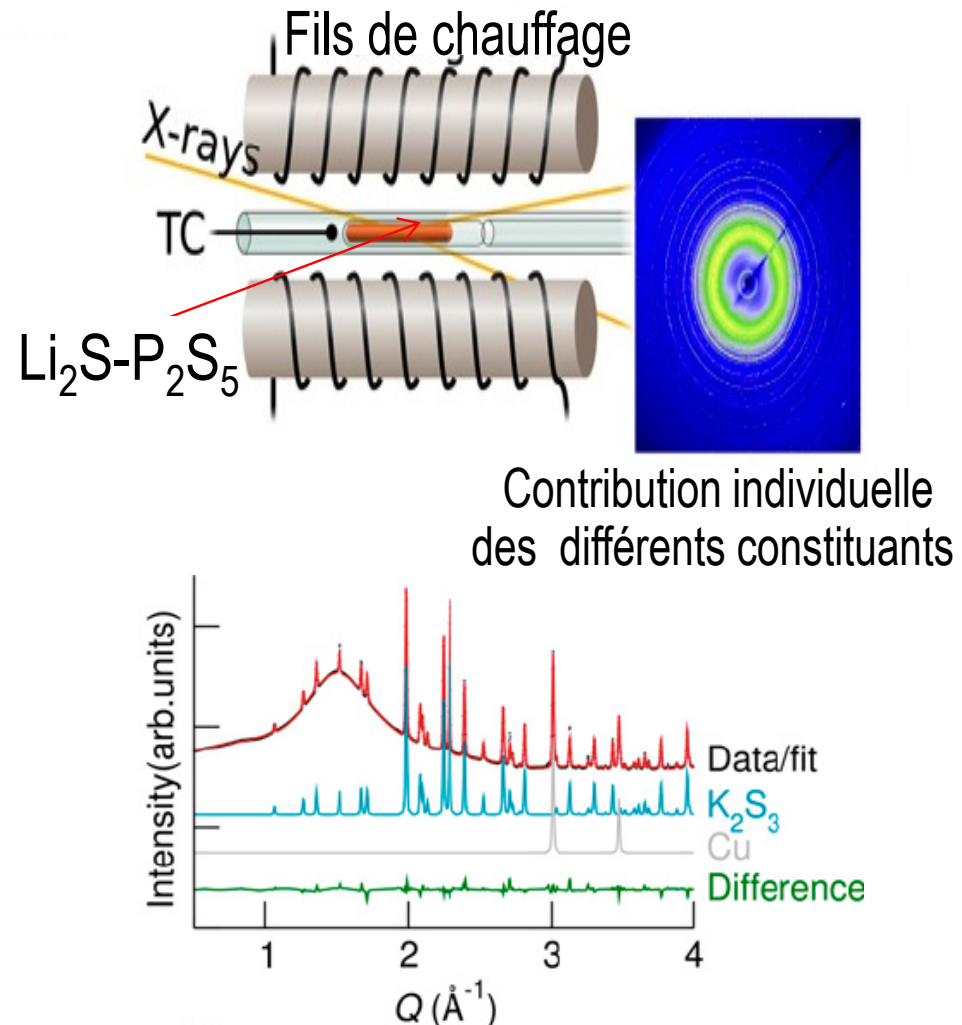 Fils de chauffage
X-rays
TC
Li₂S-P₂S₅
Contribution individuelle
des différents constituants
Intensity(arb.units)
Data/fit
K₂S₃
Cu
Difference
1 2 3 4
Q (Å⁻¹)